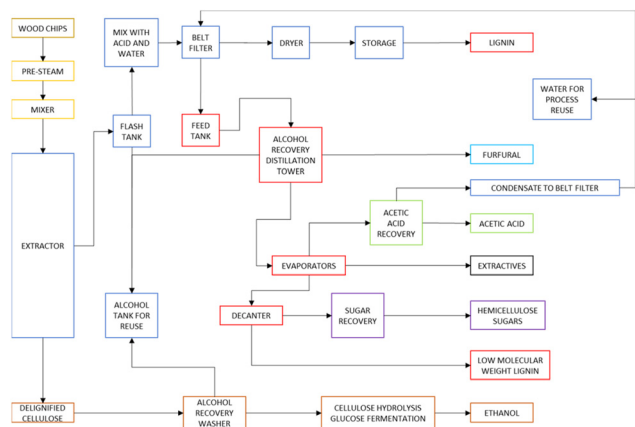 WOOD CHIPS
PRE-STEAM
MIXER
EXTRACTOR
DELIGNIFIED
CELLULOSE
MIX WITH
ACID AND
WATER
FLASH
TANK
ALCOHOL
TANK FOR
REUSE
BELT
FILTER
FEED
TANK
ALCOHOL
RECOVERY
WASHER
DRYER
STORAGE
LIGNIN
WATER FOR
PROCESS
REUSE
ALCOHOL
RECOVERY
DISTILLATION
TOWER
FURFURAL
CONDENSATE TO BELT FILTER
ACETIC
ACID
RECOVERY
ACETIC ACID
EVAPORATORS
EXTRACTIVES
DECANTER
SUGAR
RECOVERY
HEMICELLULOSE
SUGARS
LOW MOLECULAR
WEIGHT LIGNIN
CELLULOSE HYDROLYSIS
GLUCOSE FERMENTATION
ETHANOL